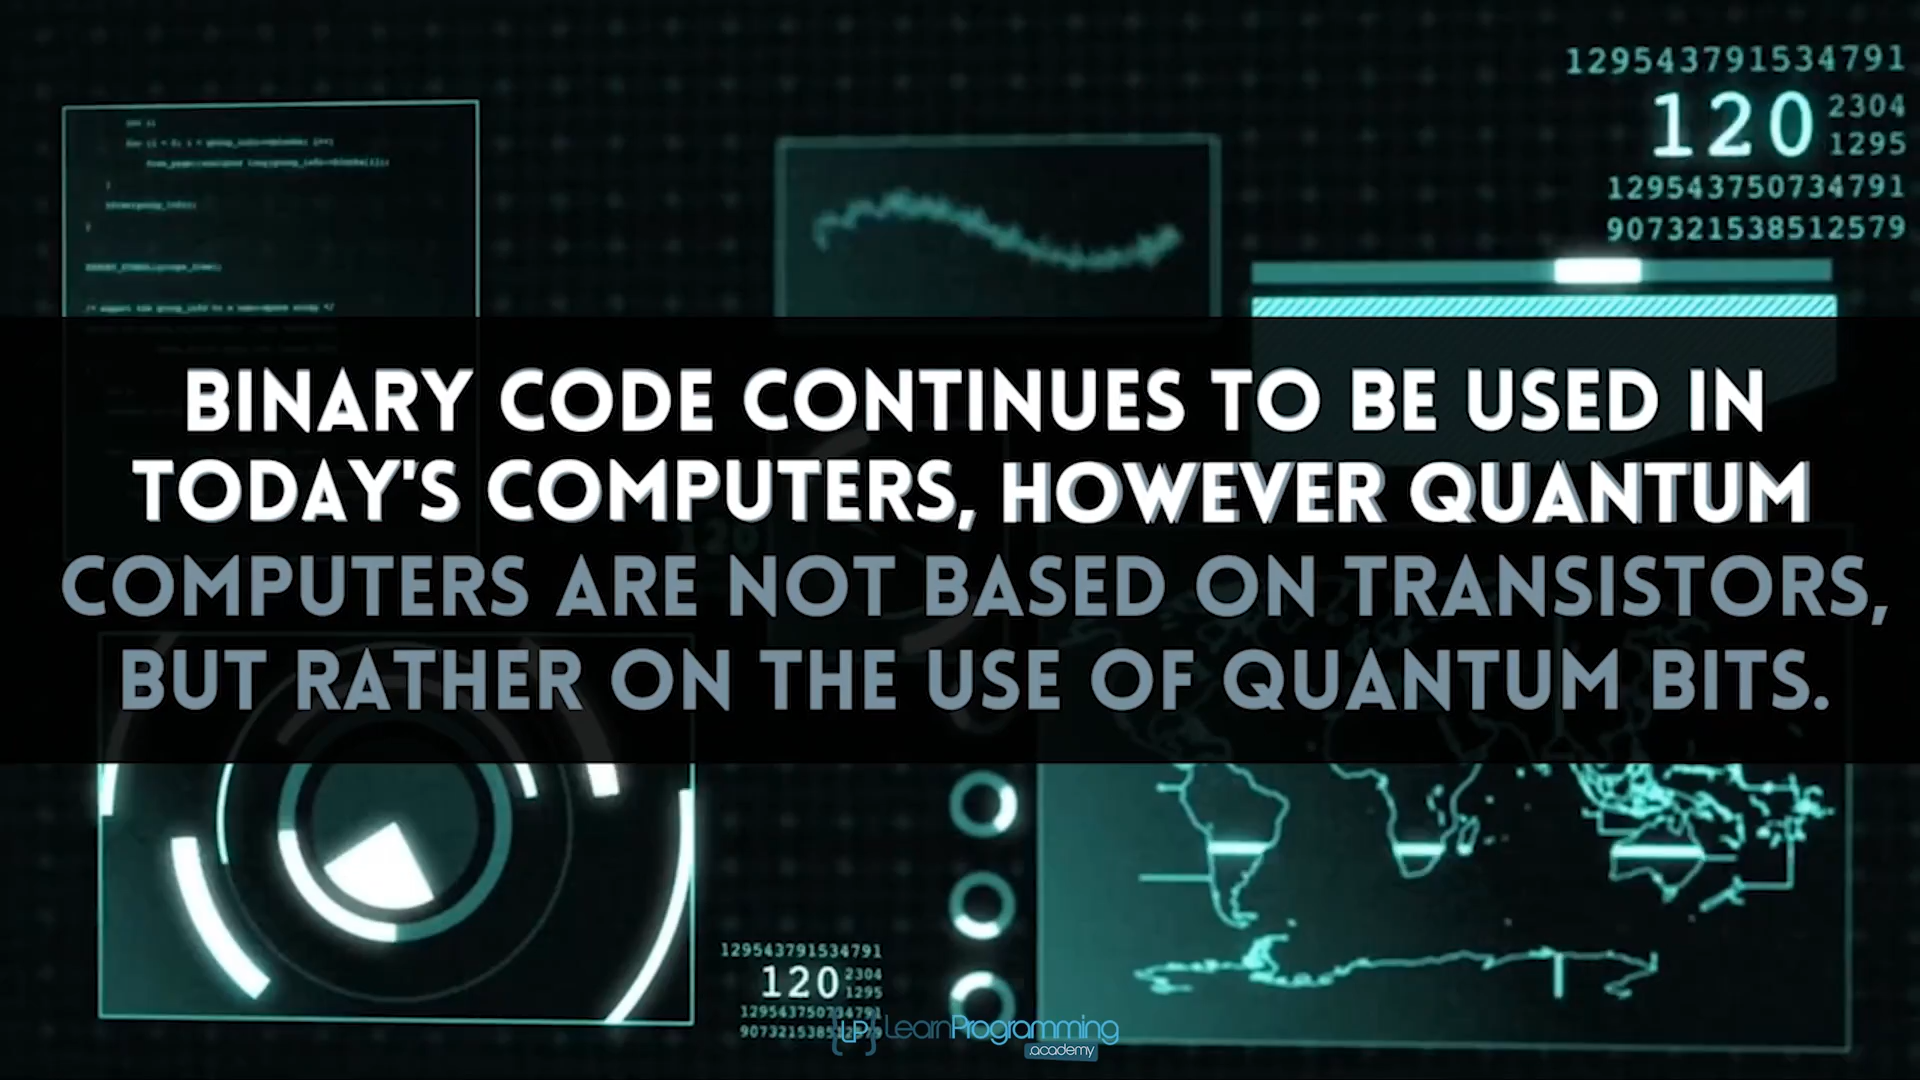 129543791534791
120 2304
1295
129543750734791
907321538512579
BINARY CODE CONTINUES TO BE USED IN
TODAY'S COMPUTERS, HOWEVER QUANTUM
COMPUTERS ARE NOT BASED ON TRANSISTORS,
BUT RATHER ON THE USE OF QUANTUM BITS.
129543791534791
120 2304
1295
{LP} LearnProgramming
.academy